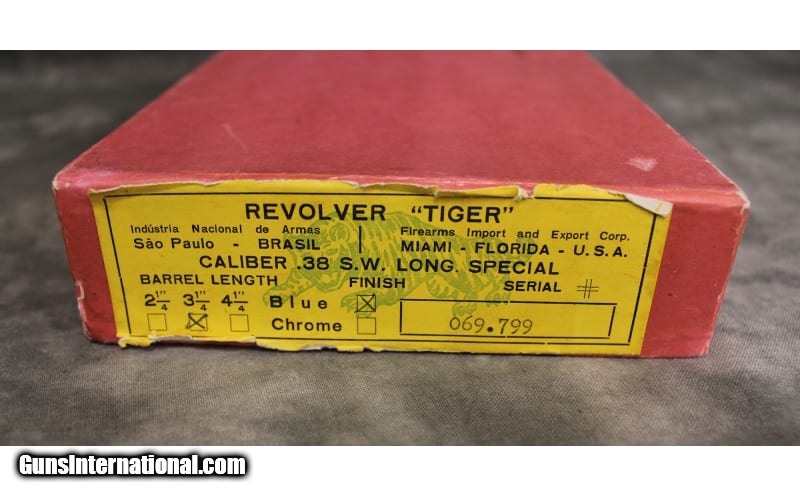 REVOLVER "TIGER"
Indústria Nacional de Armas
São Paulo - BRASIL
Firearms Import and Export Corp.
MIAMI - FLORIDA - U.S.A.
CALIBER .38 S.W. LONG. SPECIAL
BARREL LENGTH FINISH SERIAL #
2 1/4" 3 1/4" 4 1/4" Blue
Chrome
069.799
GunsInternational.com